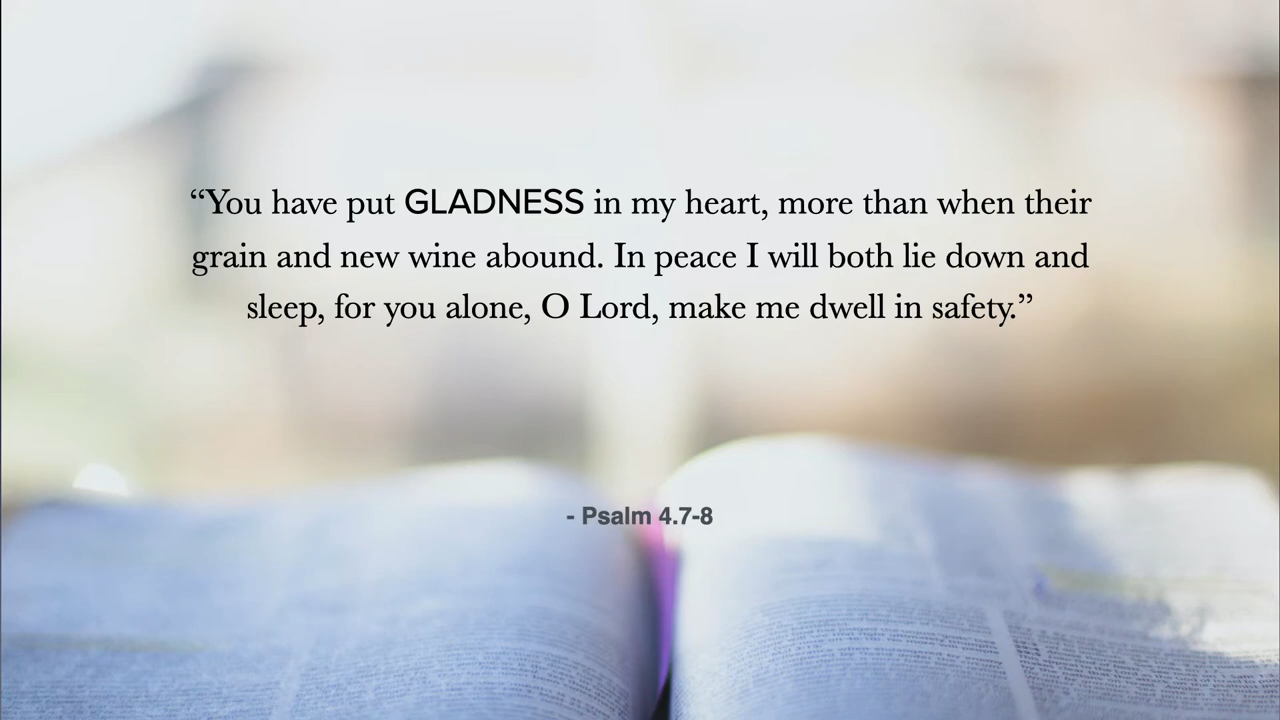 “You have put GLADNESS in my heart, more than when their
grain and new wine abound. In peace I will both lie down and
sleep, for you alone, O Lord, make me dwell in safety.”
- Psalm 4.7-8